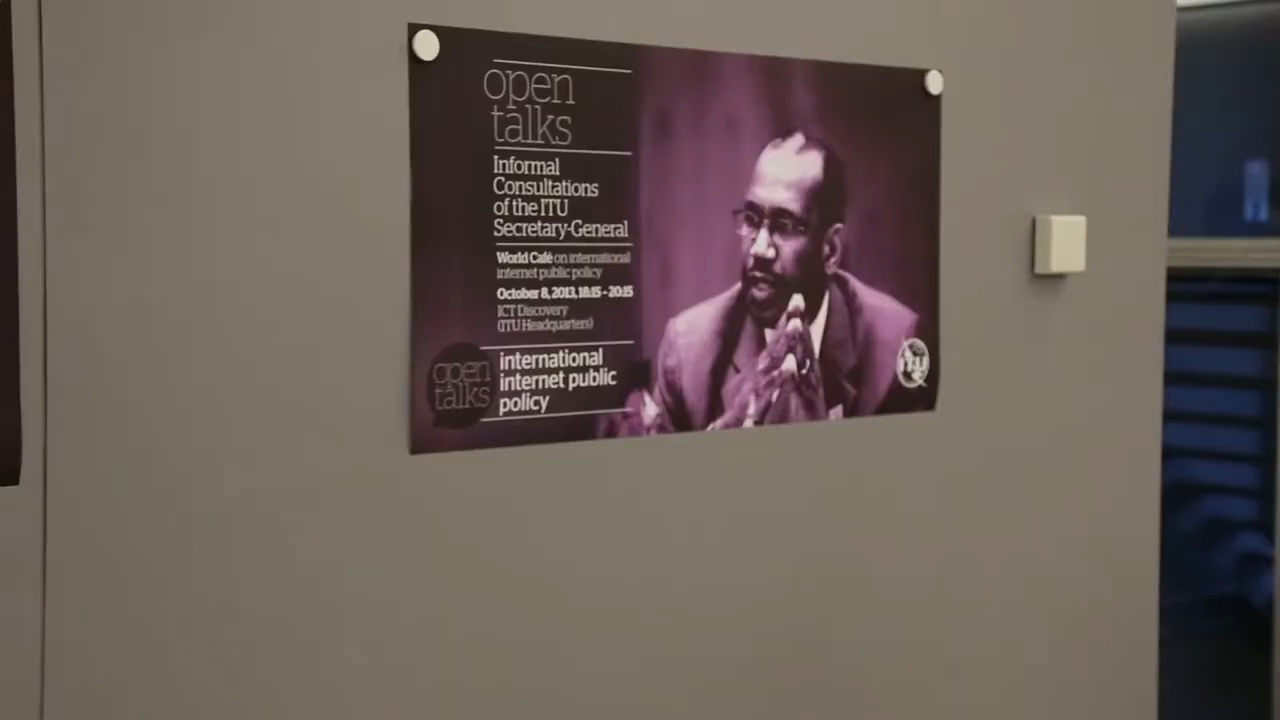 open
talks
Informal
Consultations
of the ITU
Secretary-General
World Café on international
internet public policy
October 8, 2013, 18:15 - 20:15
ICT Discovery
(ITU Headquarters)
open
talks
international
internet public
policy
ITU